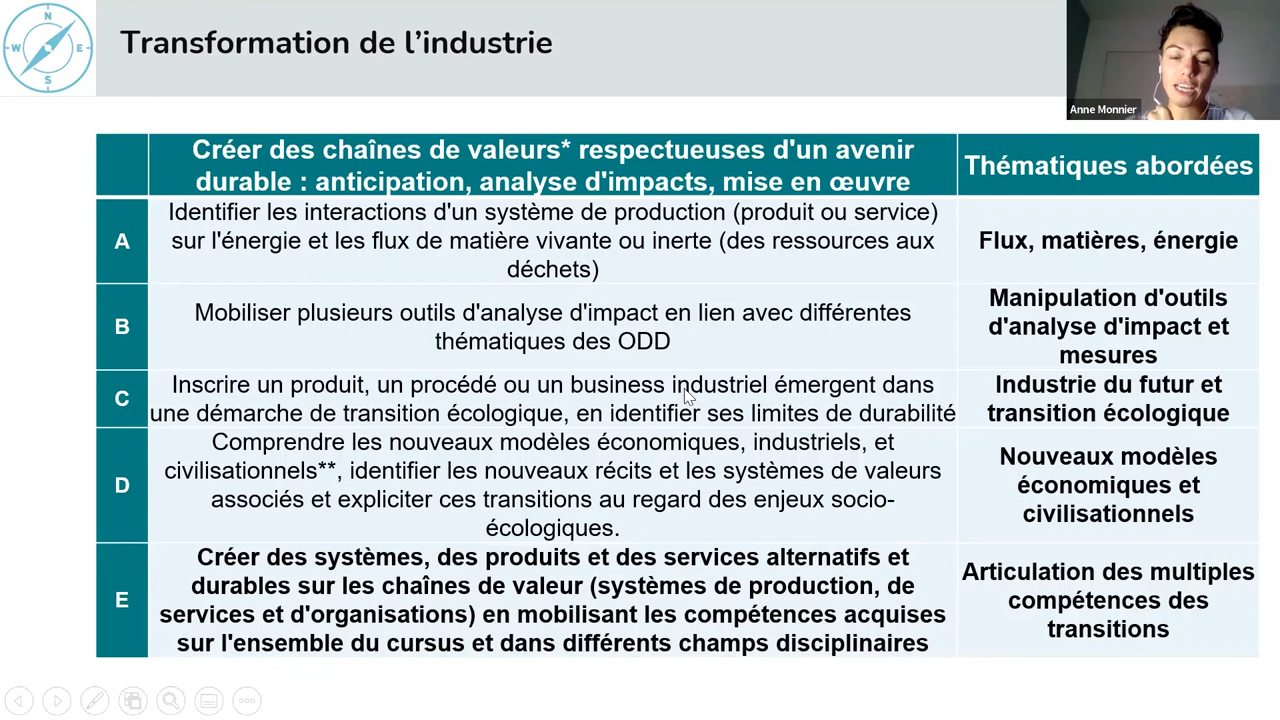 N
W
E
S
Transformation de l'industrie
Anne Monnier
Créer des chaînes de valeurs* respectueuses d'un avenir
durable : anticipation, analyse d'impacts, mise en œuvre
Thématiques abordées
A
Identifier les interactions d'un système de production (produit ou service)
sur l'énergie et les flux de matière vivante ou inerte (des ressources aux
déchets)
Flux, matières, énergie
B
Mobiliser plusieurs outils d'analyse d'impact en lien avec différentes
thématiques des ODD
Manipulation d'outils
d'analyse d'impact et
mesures
C
Inscrire un produit, un procédé ou un business industriel émergent dans
une démarche de transition écologique, en identifier ses limites de durabilité
Industrie du futur et
transition écologique
D
Comprendre les nouveaux modèles économiques, industriels, et
civilisationnels**, identifier les nouveaux récits et les systèmes de valeurs
associés et expliciter ces transitions au regard des enjeux socio-
écologiques.
Nouveaux modèles
économiques et
civilisationnels
E
Créer des systèmes, des produits et des services alternatifs et
durables sur les chaînes de valeur (systèmes de production, de
services et d'organisations) en mobilisant les compétences acquises
sur l'ensemble du cursus et dans différents champs disciplinaires
Articulation des multiples
compétences des
transitions